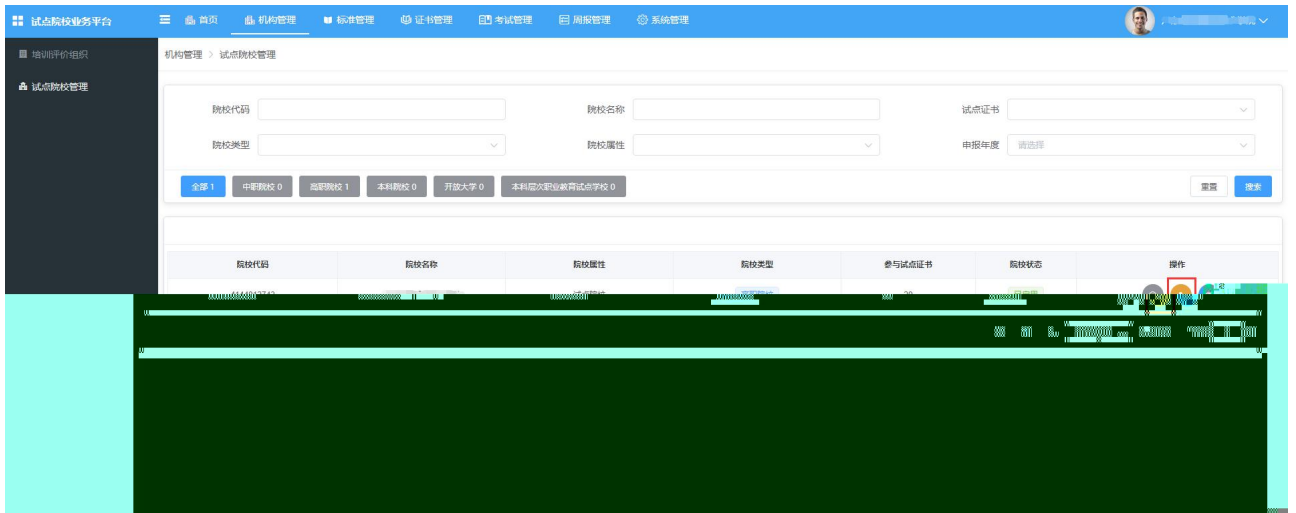 试点院校业务平台 首页 机构管理 标准管理 证书管理 考试管理 周报管理 系统管理
培训评价组织
机构管理 > 试点院校管理
试点院校管理
院校代码 院校名称 试点证书
院校类型 院校属性 申报年度 请选择
全部 1 中职院校 0 高职院校 1 本科院校 0 开放大学 0 本科层次职业教育试点学校 0 重置 搜索
院校代码 院校名称 院校属性 院校类型 参与试点证书 院校状态 操作